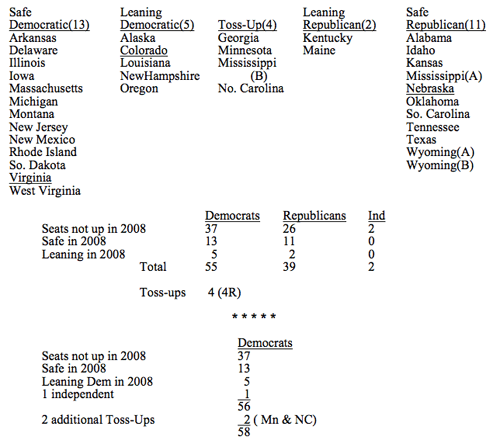 Safe Leaning Leaning Safe
Democratic(13) Democratic(5) Toss-Up(4) Republican(2) Republican(11)
Arkansas Alaska Georgia Kentucky Alabama
Delaware Colorado Minnesota Maine Idaho
Illinois Louisiana Mississippi Kansas
Iowa NewHampshire (B) Mississippi(A)
Massachusetts Oregon No. Carolina Nebraska
Michigan Oklahoma
Montana So. Carolina
New Jersey Tennessee
New Mexico Texas
Rhode Island Wyoming(A)
So. Dakota Wyoming(B)
Virginia
West Virginia
Democrats Republicans Ind
Seats not up in 2008 37 26 2
Safe in 2008 13 11 0
Leaning in 2008 5 2 0
Total 55 39 2
Toss-ups 4 (4R)
* * * * *
Democrats
Seats not up in 2008 37
Safe in 2008 13
Leaning Dem in 2008 5
1 independent 1
56
2 additional Toss-Ups 2 ( Mn & NC)
58